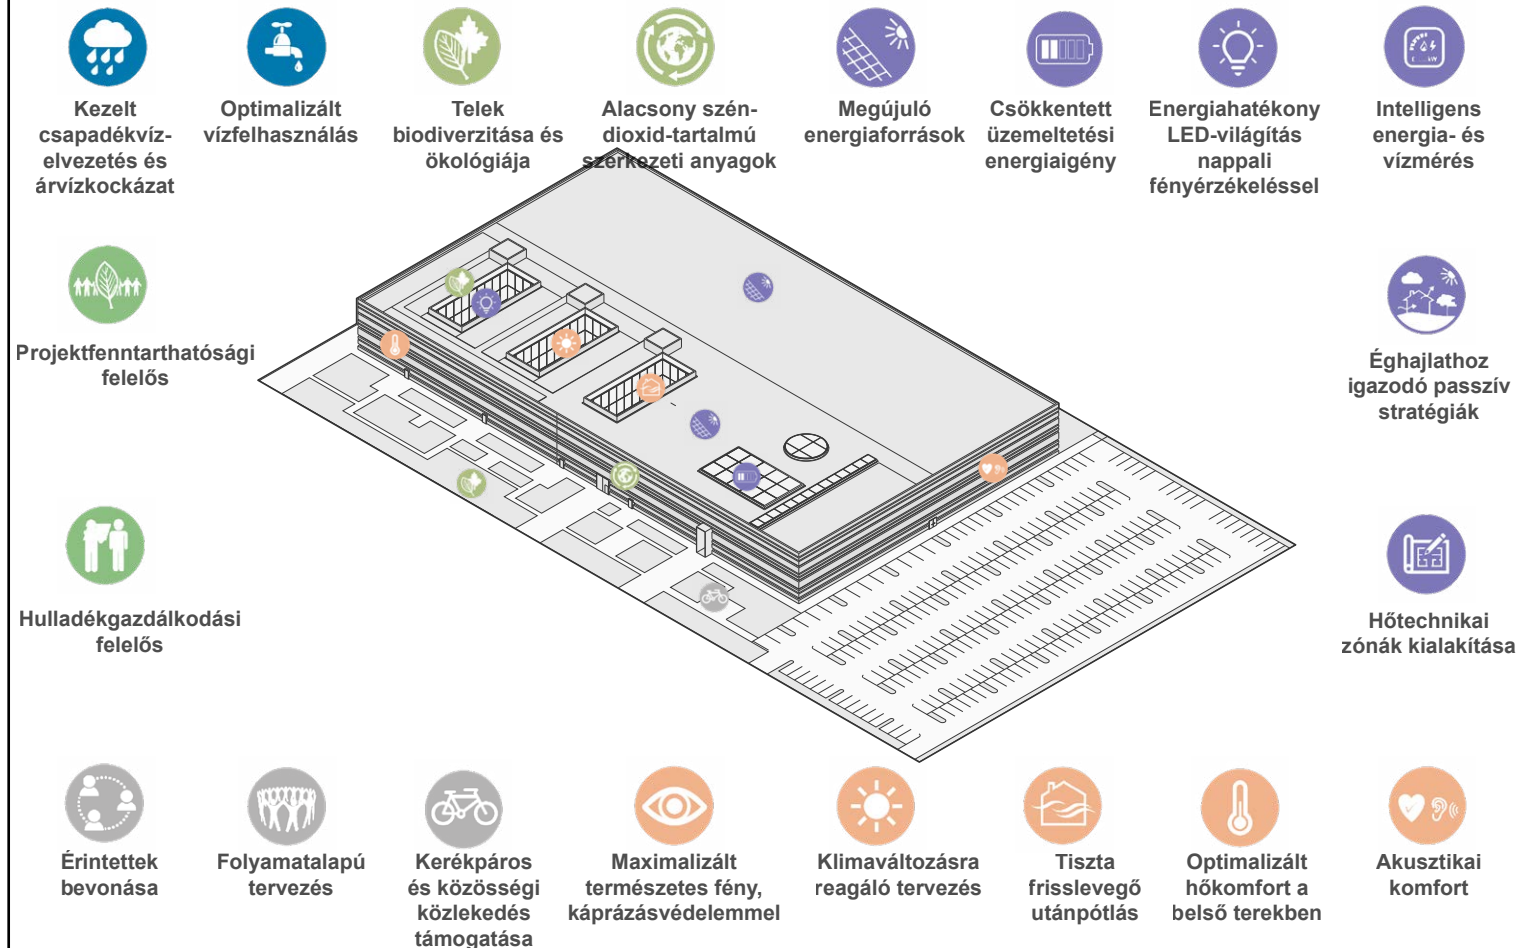 Kezelt
csapadékvíz-
elvezetés és
árvízkockázat
Optimalizált
vízfelhasználás
Telek
biodiverzitása és
ökológiája
Alacsony szén-
dioxid-tartalmú
szerkezeti anyagok
Megújuló
energiaforrások
Csökkentett
üzemeltetési
energiaigény
Energiahatékony
LED-világítás
nappali
fényérzékeléssel
Intelligens
energia- és
vízmérés
Projektfenntarthatósági
felelős
Éghajlathoz
igazodó passzív
stratégiák
Hulladékgazdálkodási
felelős
Hőtechnikai
zónák kialakítása
Érintettek
bevonása
Folyamatalapú
tervezés
Kerékpáros
és közösségi
közlekedés
támogatása
Maximalizált
természetes fény,
káprázásvédelemmel
Klimaváltozásra
reagáló tervezés
Tiszta
frisslevegő
utánpótlás
Optimalizált
hőkomfort a
belső terekben
Akusztikai
komfort